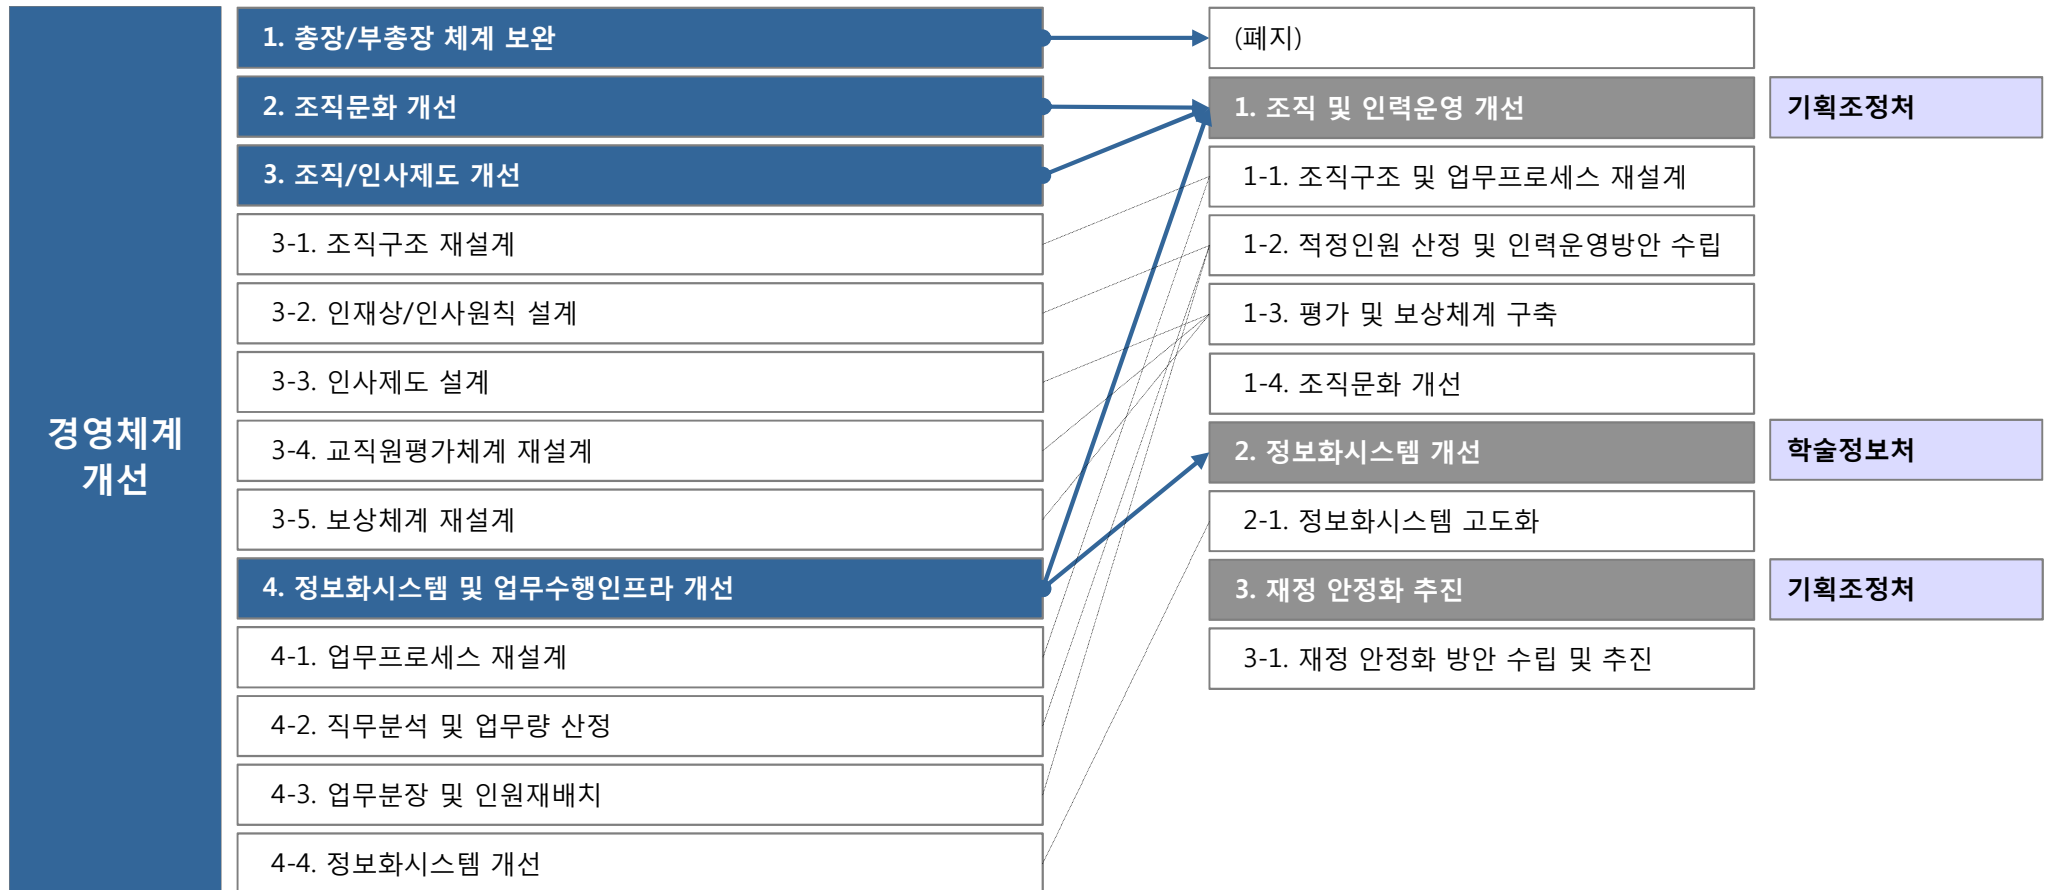 경영체계
개선
1. 총장/부총장 체계 보완
2. 조직문화 개선
3. 조직/인사제도 개선
3-1. 조직구조 재설계
3-2. 인재상/인사원칙 설계
3-3. 인사제도 설계
3-4. 교직원평가체계 재설계
3-5. 보상체계 재설계
4. 정보화시스템 및 업무수행인프라 개선
4-1. 업무프로세스 재설계
4-2. 직무분석 및 업무량 산정
4-3. 업무분장 및 인원재배치
4-4. 정보화시스템 개선
(폐지)
1. 조직 및 인력운영 개선
1-1. 조직구조 및 업무프로세스 재설계
1-2. 적정인원 산정 및 인력운영방안 수립
1-3. 평가 및 보상체계 구축
1-4. 조직문화 개선
2. 정보화시스템 개선
2-1. 정보화시스템 고도화
3. 재정 안정화 추진
3-1. 재정 안정화 방안 수립 및 추진
기획조정처
학술정보처
기획조정처